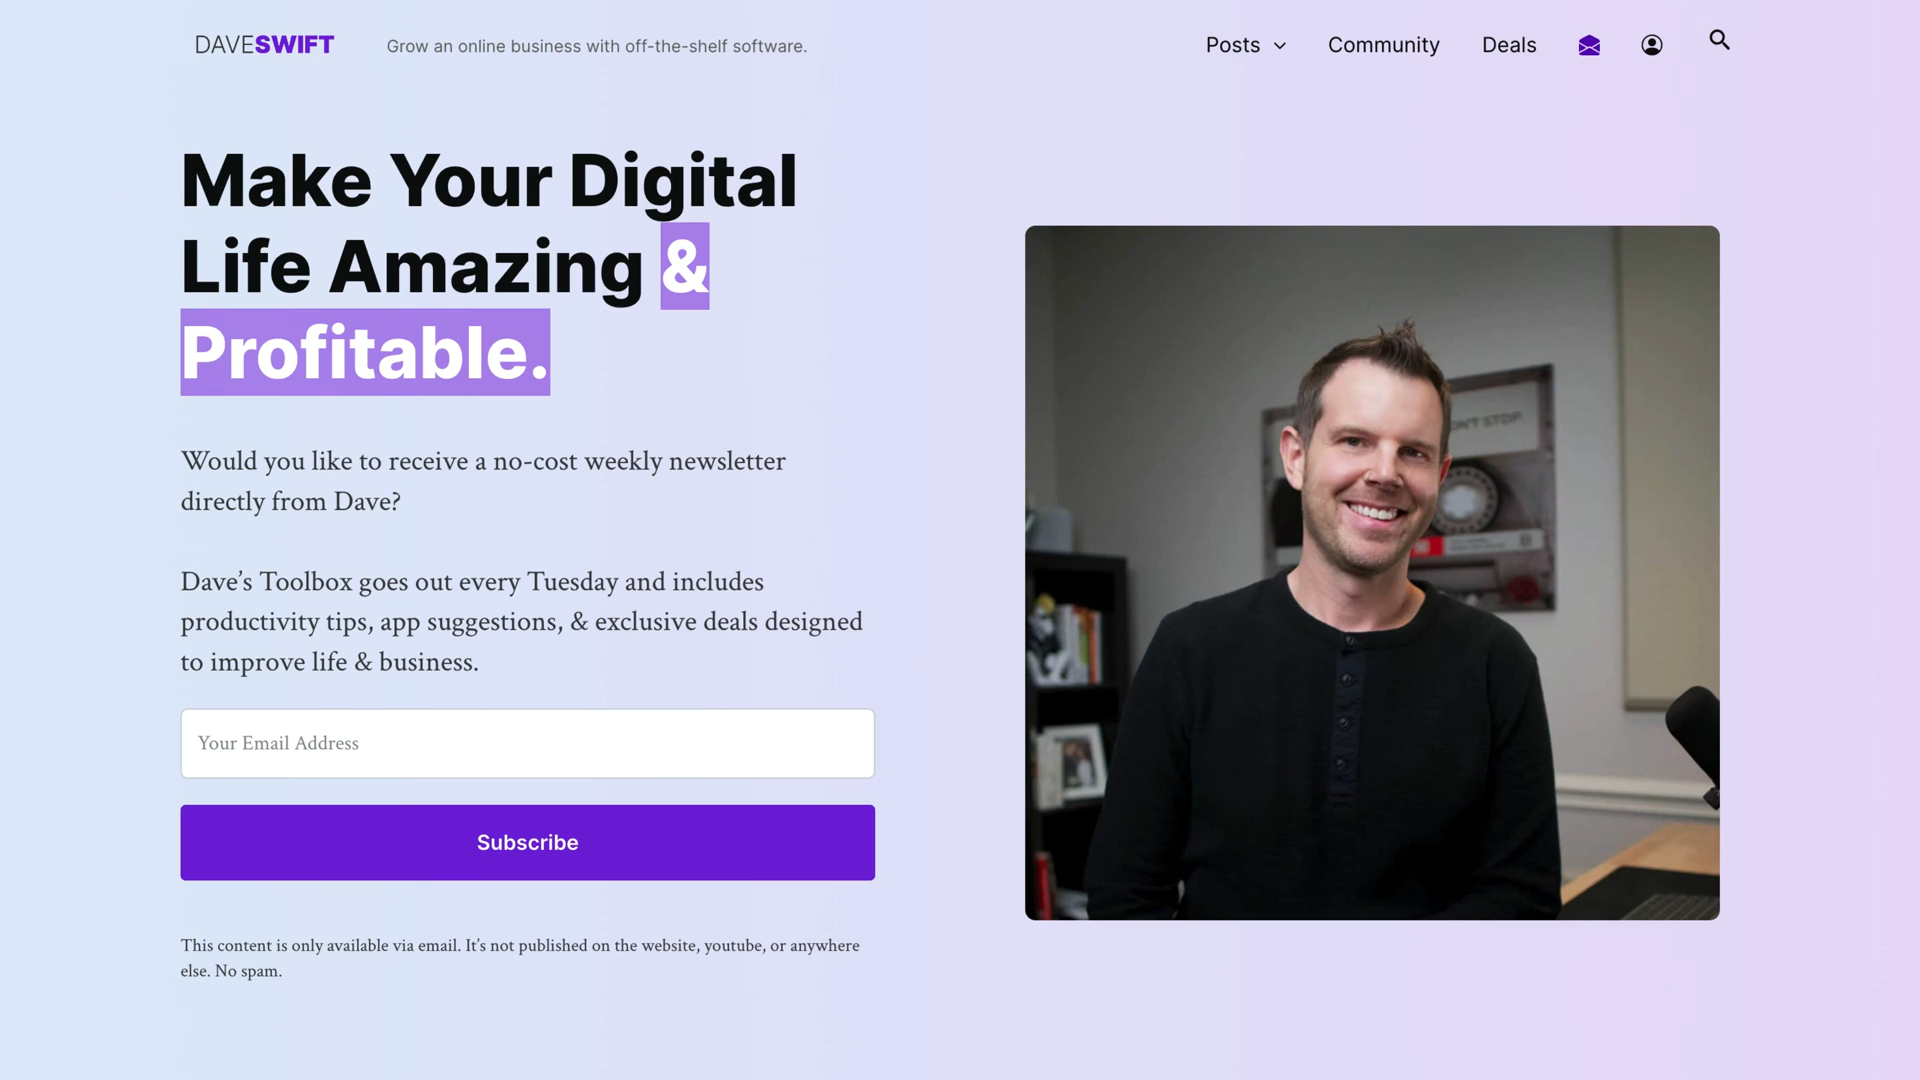 DAVESWIFT
Grow an online business with off-the-shelf software.
Posts
Community
Deals
Make Your Digital
Life Amazing &
Profitable.
Would you like to receive a no-cost weekly newsletter
directly from Dave?
Dave’s Toolbox goes out every Tuesday and includes
productivity tips, app suggestions, & exclusive deals designed
to improve life & business.
Your Email Address
Subscribe
This content is only available via email. It’s not published on the website, youtube, or anywhere
else. No spam.
STOP
B